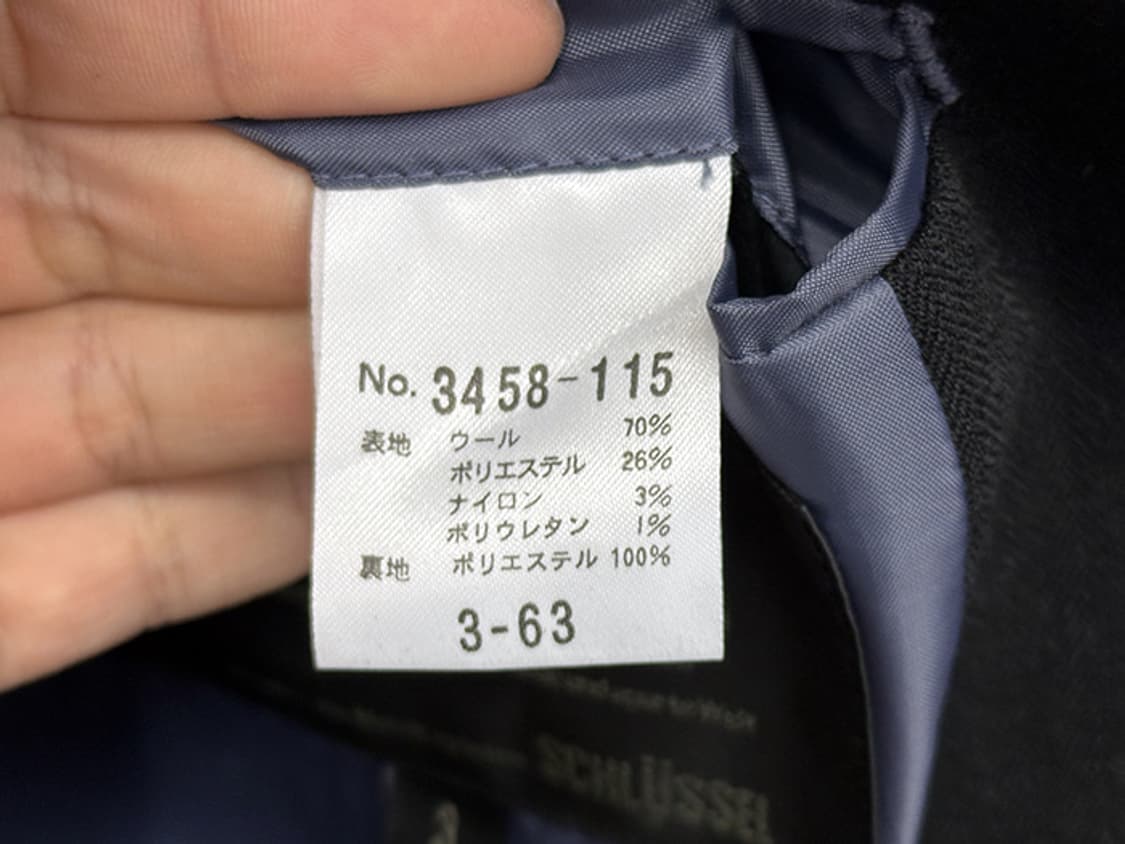 No. 3458-115
表地 ウール 70%
ポリエステル 26%
ナイロン 3%
ポリウレタン 1%
裏地 ポリエステル 100%
3-63
SCHLÜSSEL